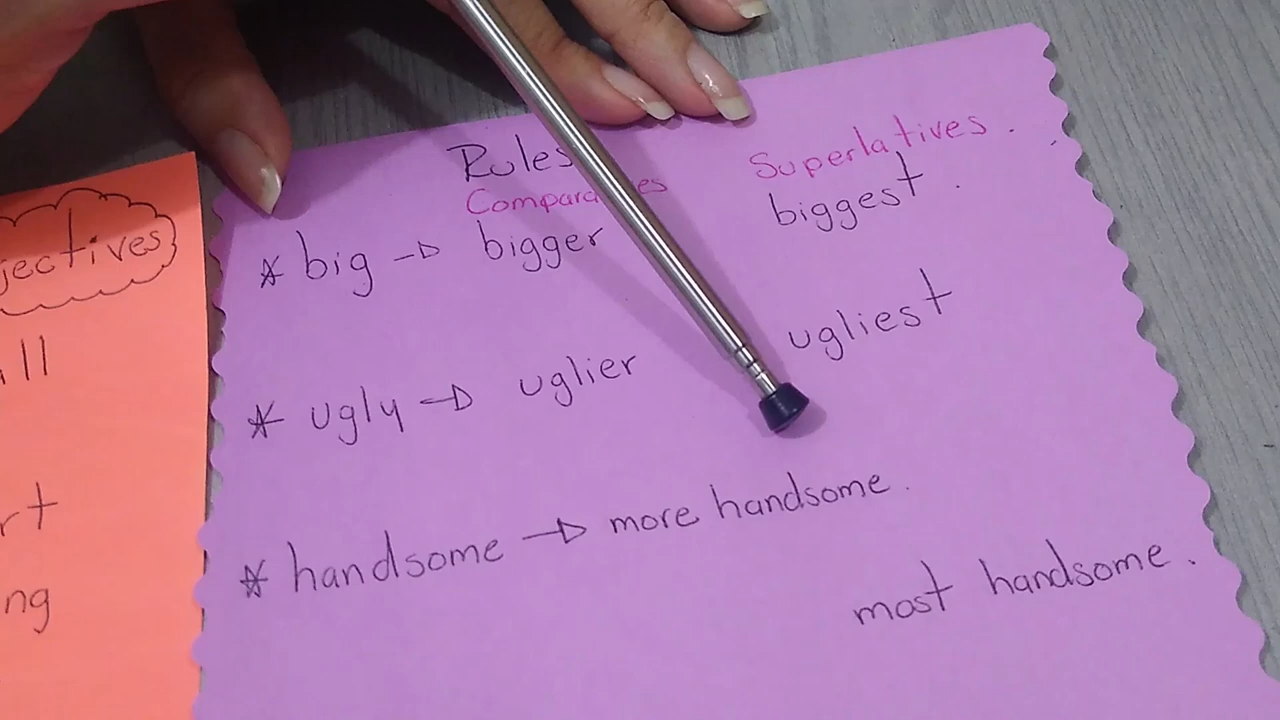 jectives
ll
rt
ng
Rules
Superlatives.
* big → bigger biggest.
* ugly → uglier ugliest
* handsome → more handsome.
most handsome.